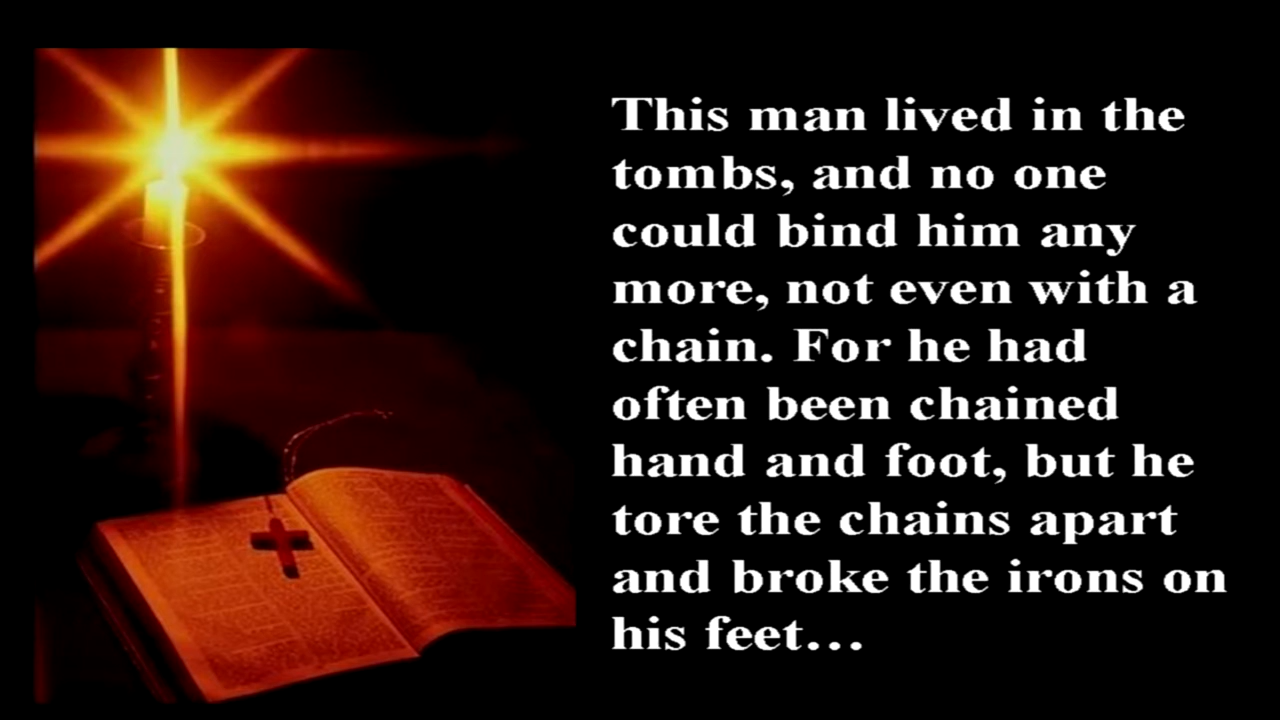 This man lived in the
tombs, and no one
could bind him any
more, not even with a
chain. For he had
often been chained
hand and foot, but he
tore the chains apart
and broke the irons on
his feet...